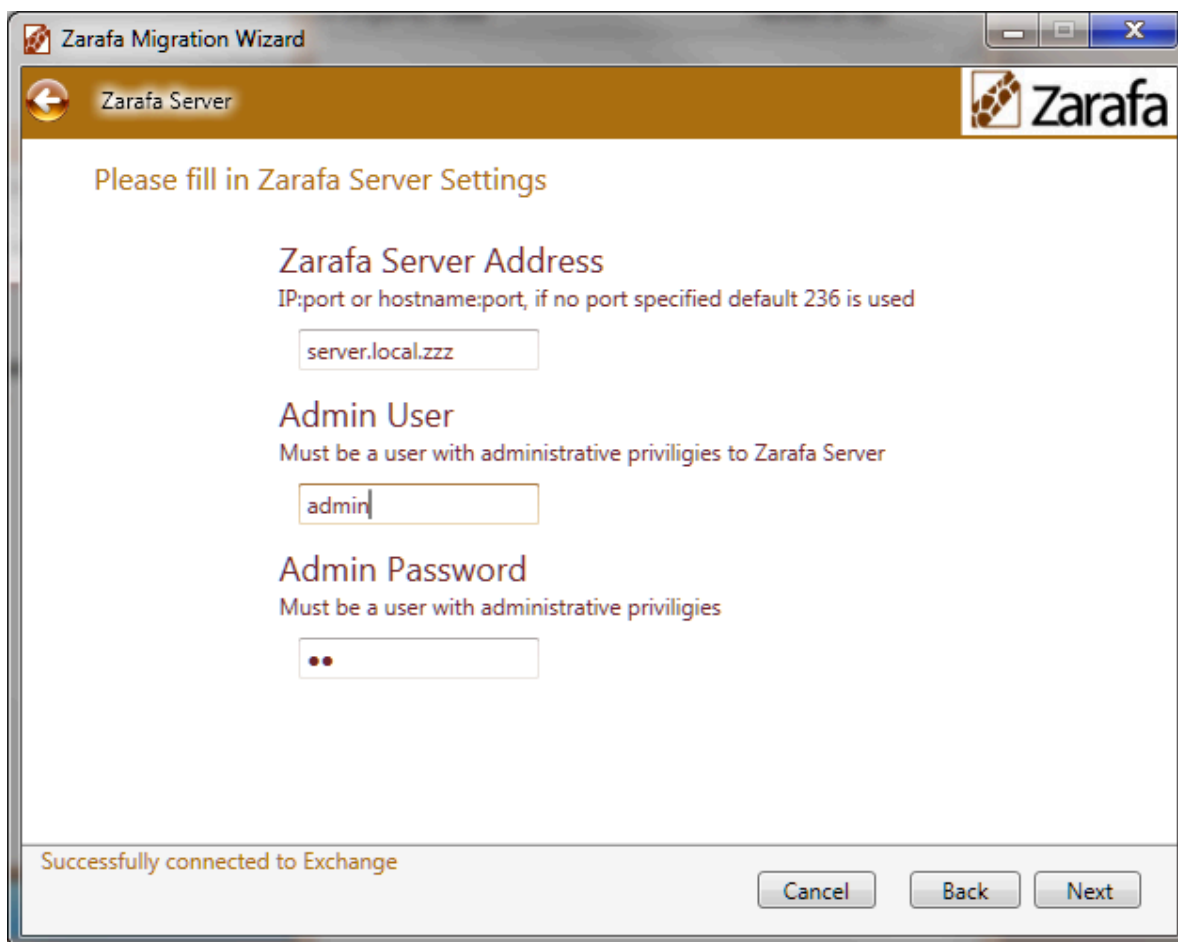 Zarafa Migration Wizard
Zarafa Server
Zarafa
Please fill in Zarafa Server Settings
Zarafa Server Address
IP:port or hostname:port, if no port specified default 236 is used
server.local.zzz
Admin User
Must be a user with administrative priviligies to Zarafa Server
admin
Admin Password
Must be a user with administrative priviligies
••
Successfully connected to Exchange
Cancel Back Next